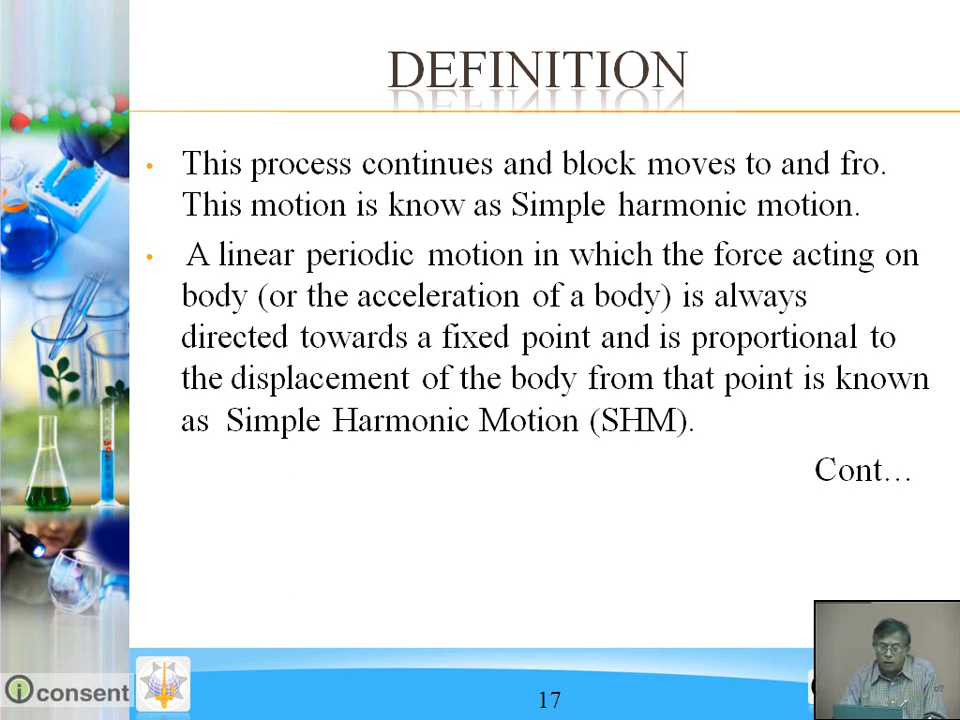 DEFINITION
• This process continues and block moves to and fro.
This motion is know as Simple harmonic motion.
• A linear periodic motion in which the force acting on
body (or the acceleration of a body) is always
directed towards a fixed point and is proportional to
the displacement of the body from that point is known
as Simple Harmonic Motion (SHM).
Cont...
iconsent
17